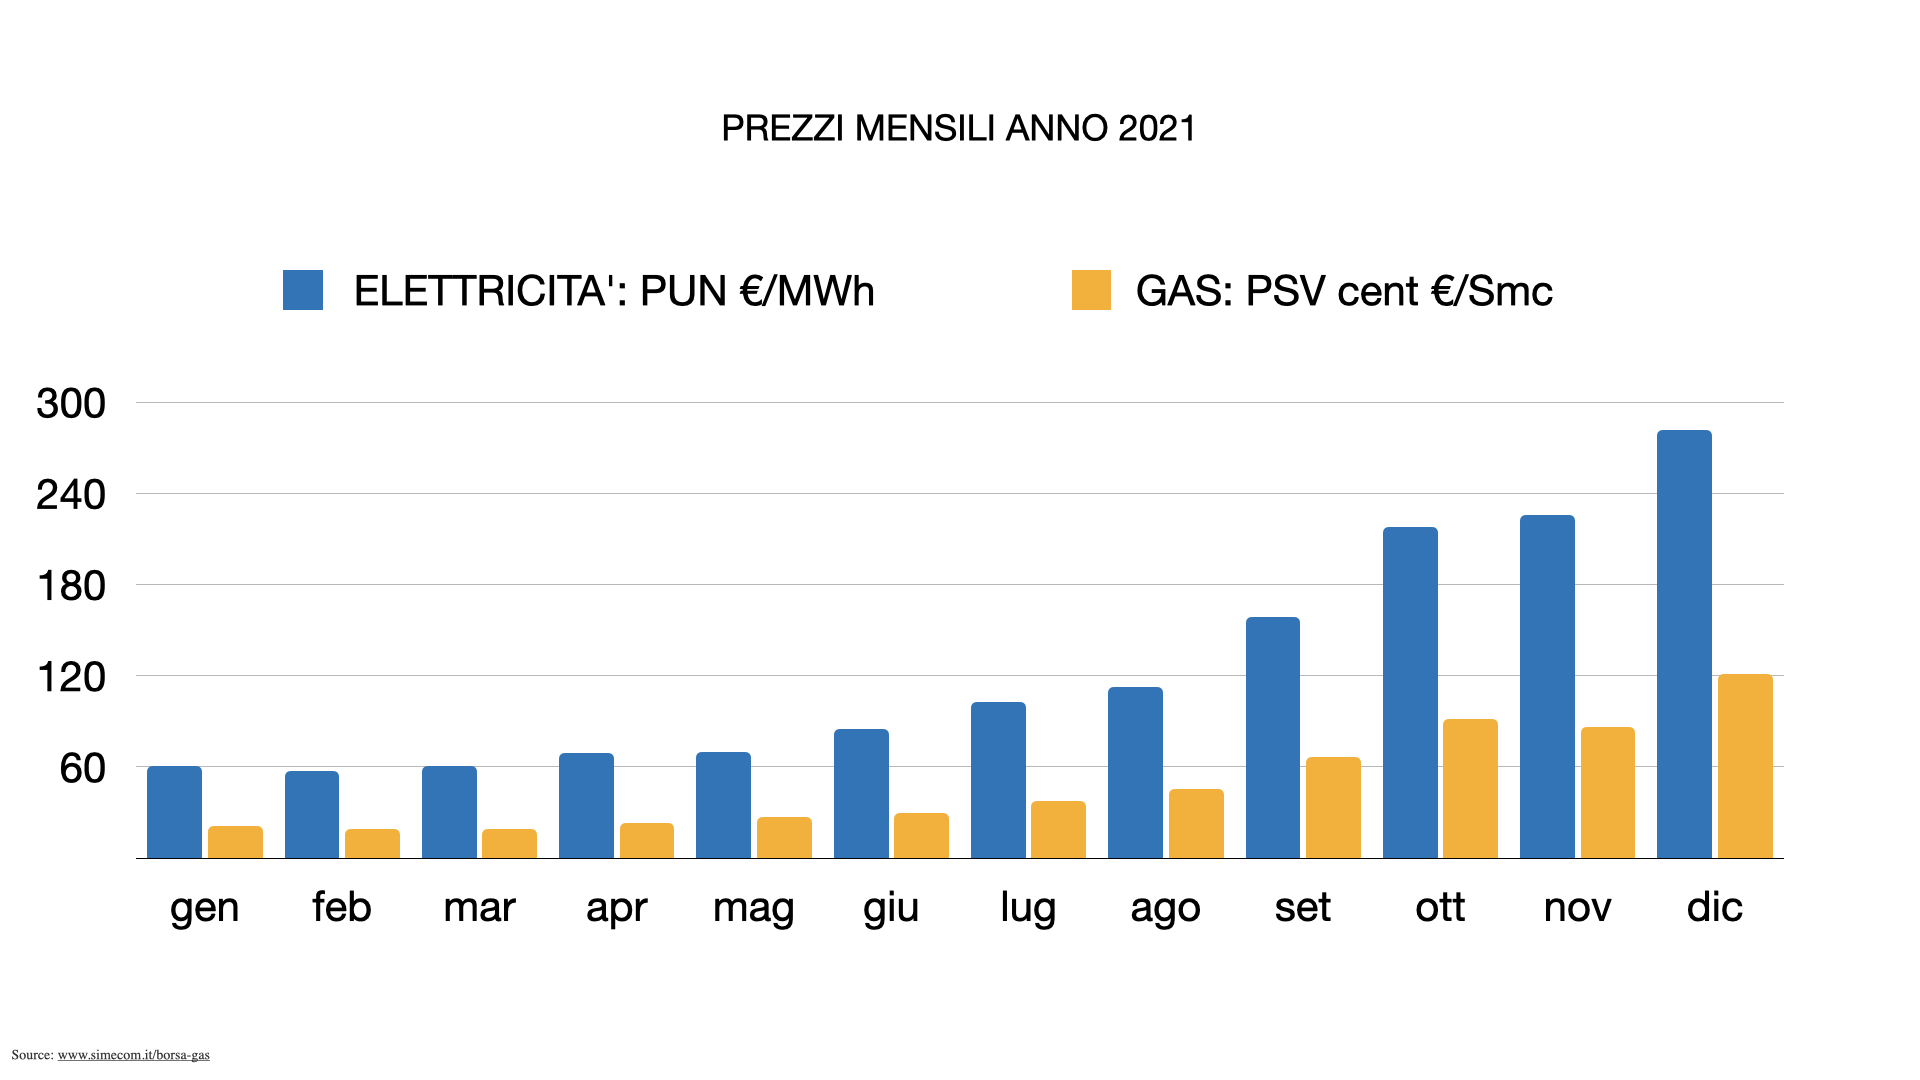 PREZZI MENSILI ANNO 2021
ELETTRICITA': PUN €/MWh
GAS: PSV cent €/Smc
300
240
180
120
60
gen feb mar apr mag giu lug ago set ott nov dic
Source: www.simecom.it/borsa-gas